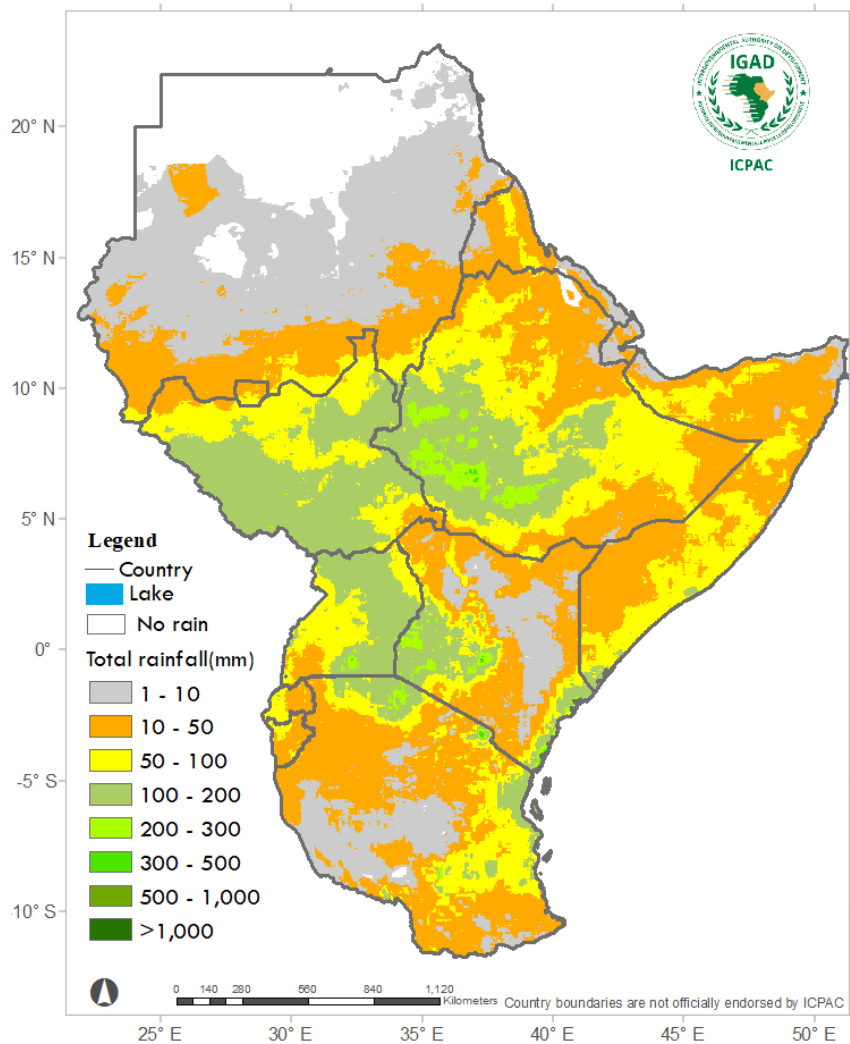 IGAD
ICPAC
20° N
15° N
10° N
5° N
0°
-5° S
-10° S
Legend
Country
Lake
No rain
Total rainfall(mm)
1 - 10
10 - 50
50 - 100
100 - 200
200 - 300
300 - 500
500 - 1,000
>1,000
0 140 280 560 840 1,120
Kilometers
Country boundaries are not officially endorsed by ICPAC
25° E 30° E 35° E 40° E 45° E 50° E